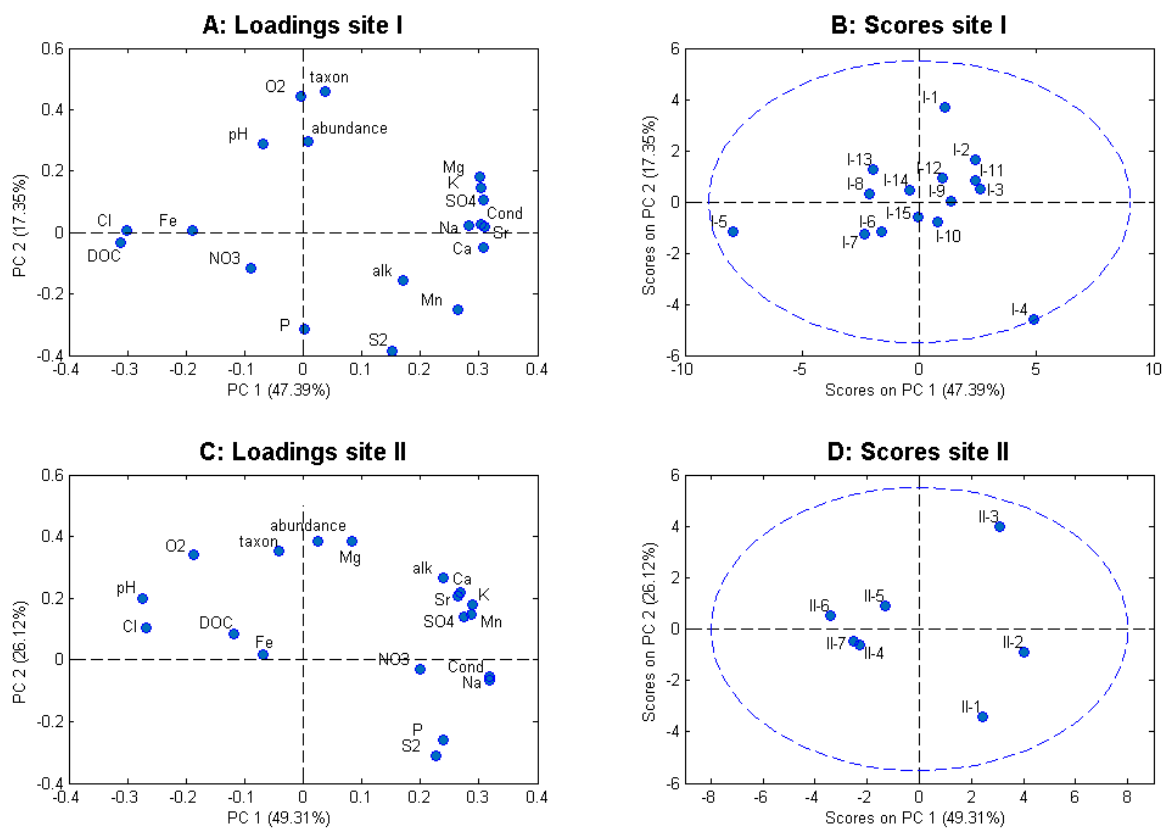 A: Loadings site I
0.6
0.4
0.2
0
-0.2
-0.4
PC 2 (17.35%)
O2 taxon
pH abundance
Mg
K
SO4
Cl Fe Na Cond
DOC Sr
NO3 Ca
alk
P Mn
S2
-0.4 -0.3 -0.2 -0.1 0 0.1 0.2 0.3 0.4
PC 1 (47.39%)
B: Scores site I
6
4
2
0
-2
-4
-6
Scores on PC 2 (17.35%)
I-1
I-2
I-13 I-12 I-11
I-8 I-14 I-9 I-3
I-5 I-6 I-15
I-7 I-10
I-4
-10 -5 0 5 10
Scores on PC 1 (47.39%)
C: Loadings site II
0.6
0.4
0.2
0
-0.2
-0.4
PC 2 (26.12%)
abundance
O2 taxon Mg
pH alk Ca
Sr K
Cl DOC SO4 Mn
Fe
NO3 Cond
Na
P
S2
-0.4 -0.3 -0.2 -0.1 0 0.1 0.2 0.3 0.4
PC 1 (49.31%)
D: Scores site II
6
4
2
0
-2
-4
-6
Scores on PC 2 (26.12%)
II-3
II-6 II-5
II-7 II-4 II-2
II-1
-8 -6 -4 -2 0 2 4 6 8
Scores on PC 1 (49.31%)